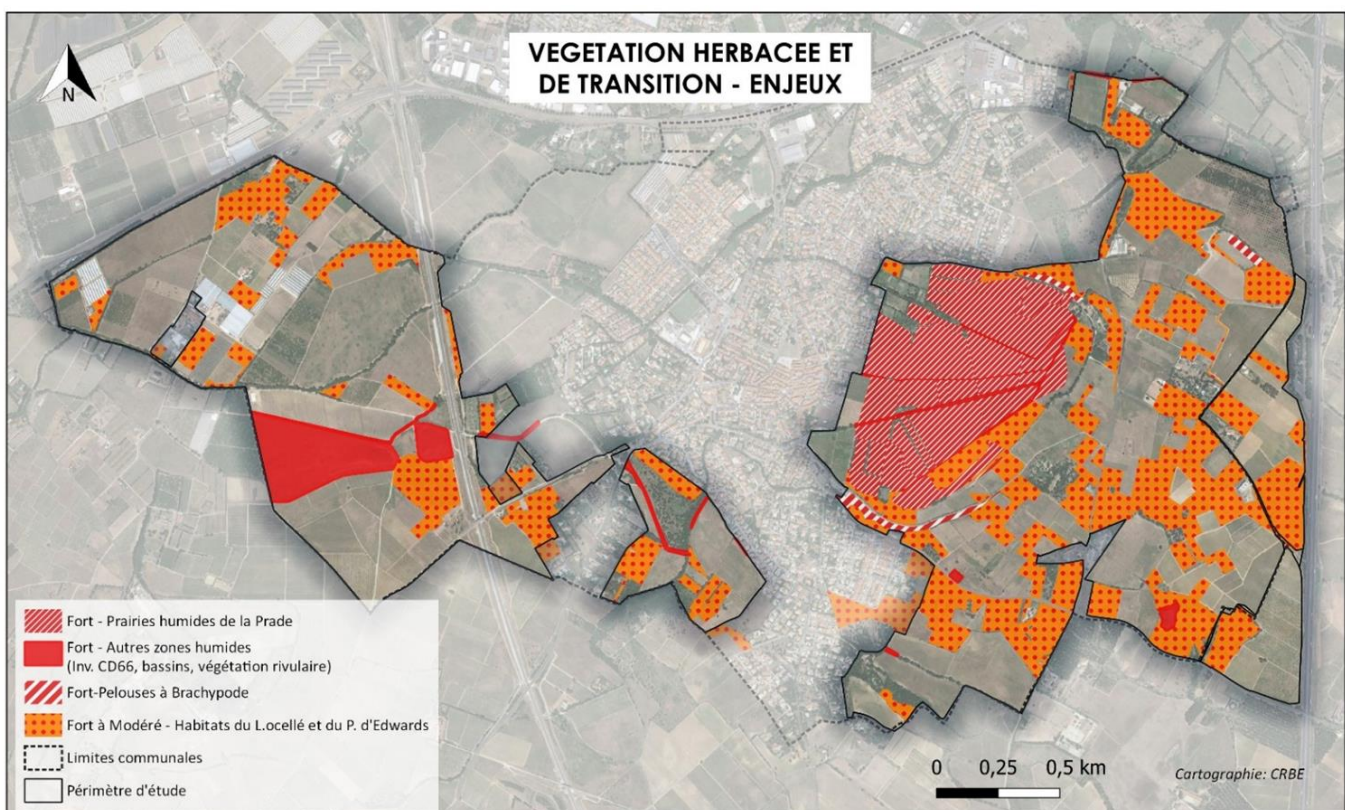 VEGETATION HERBACEE ET
DE TRANSITION - ENJEUX
N
Fort - Prairies humides de la Prade
Fort - Autres zones humides
(Inv. CD66, bassins, végétation rivulaire)
Fort-Pelouses à Brachypode
Fort à Modéré - Habitats du L.ocellé et du P. d'Edwards
Limites communales
Périmètre d'étude
0 0,25 0,5 km
Cartographie: CRBE